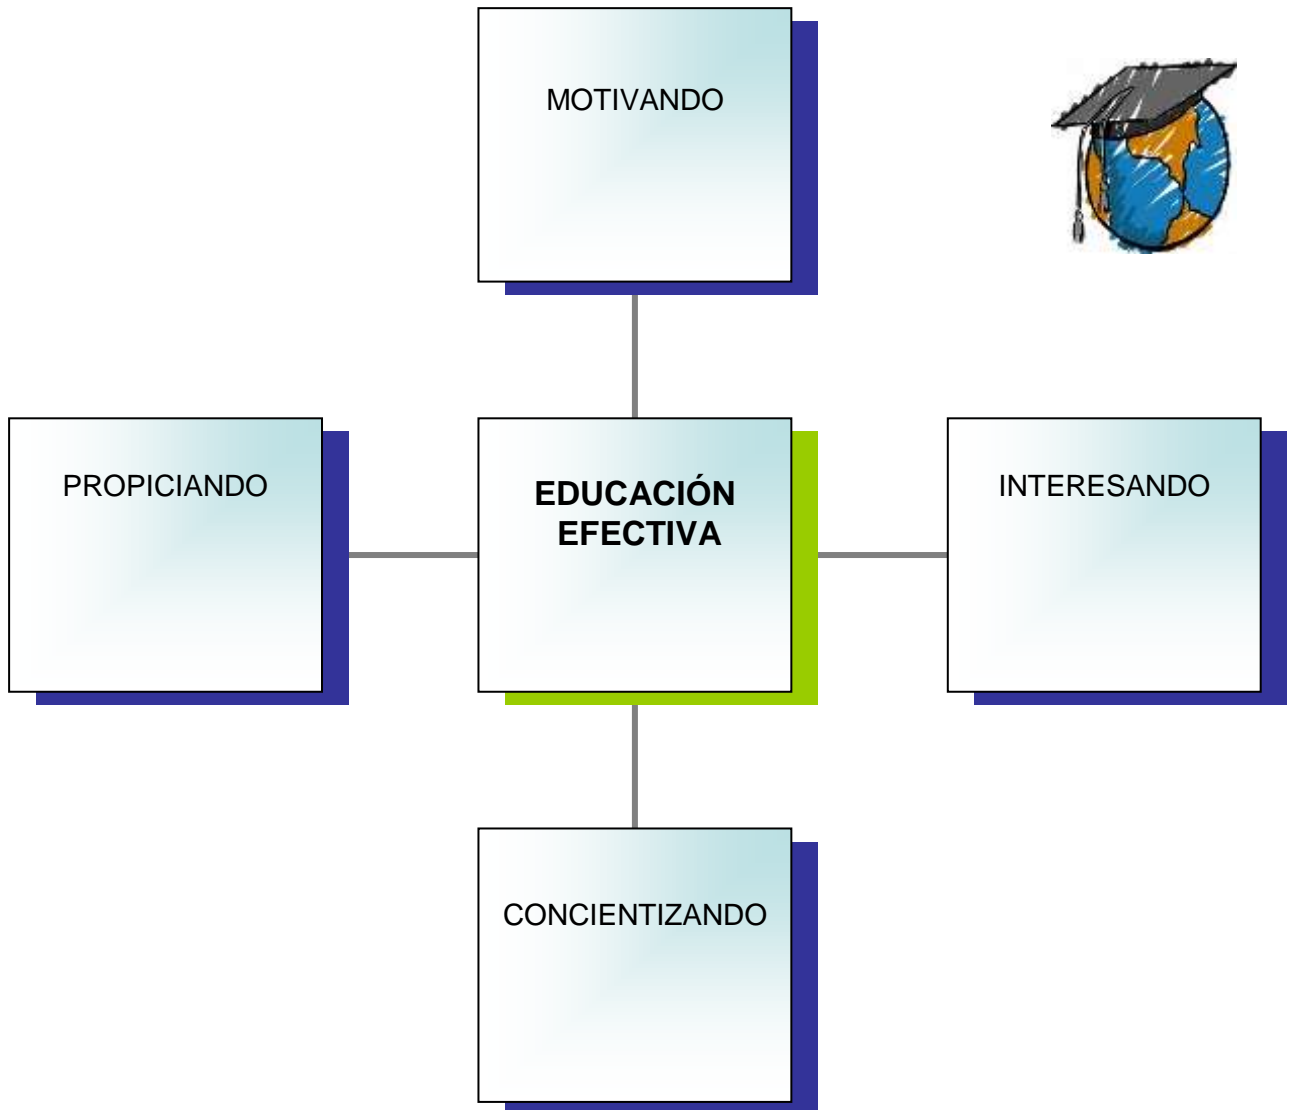 MOTIVANDO
PROPICIANDO
EDUCACIÓN
EFECTIVA
INTERESANDO
CONCIENTIZANDO